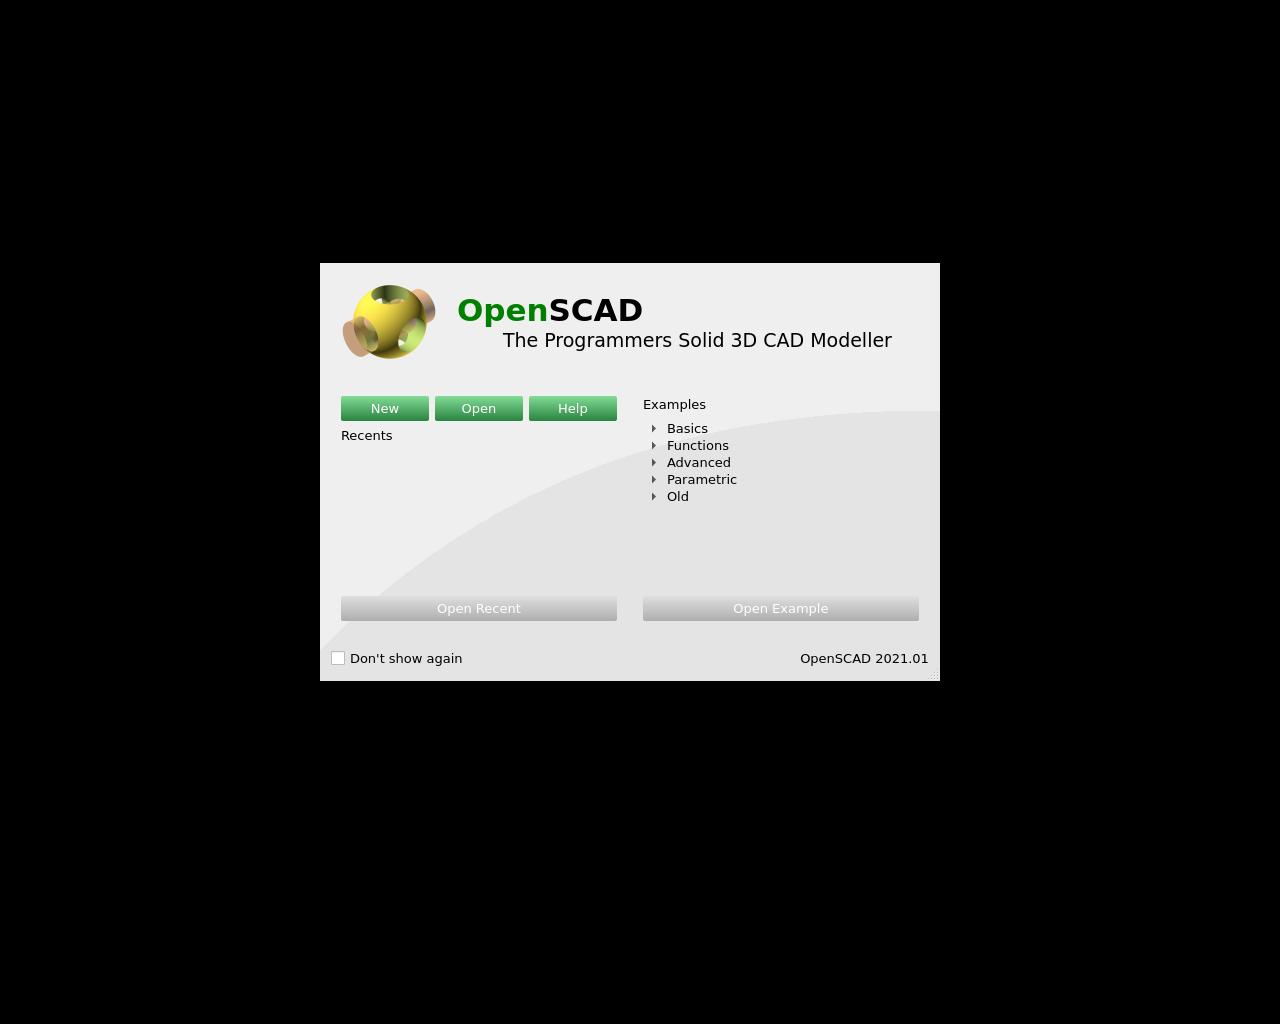 OpenSCAD
The Programmers Solid 3D CAD Modeller
New Open Help
Recents
Examples
Basics
Functions
Advanced
Parametric
Old
Open Recent
Open Example
Don't show again
OpenSCAD 2021.01